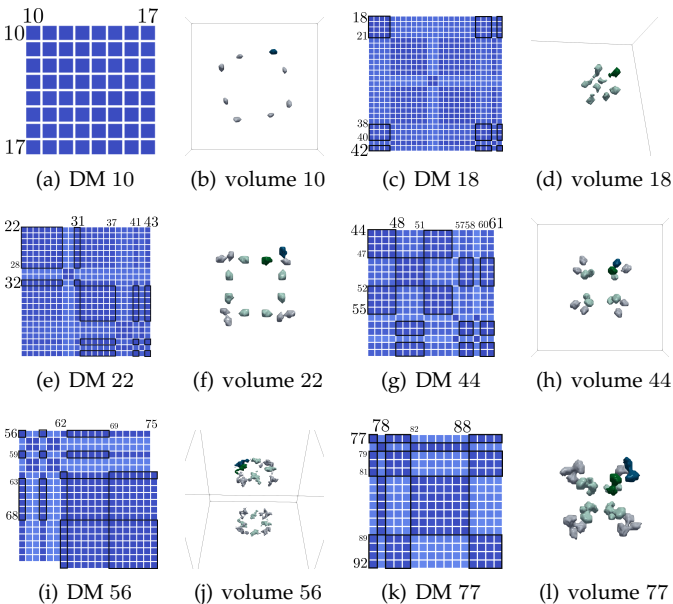 10 17
10
17
(a) DM 10
(b) volume 10
18
21
38
40
42
(c) DM 18
(d) volume 18
22 31 37 41 43
28
32
(e) DM 22
(f) volume 22
44 48 51 5758 60 61
47
52
55
(g) DM 44
(h) volume 44
62 69 75
56
59
63
68
(i) DM 56
(j) volume 56
78 82 88
77
79
81
89
92
(k) DM 77
(l) volume 77